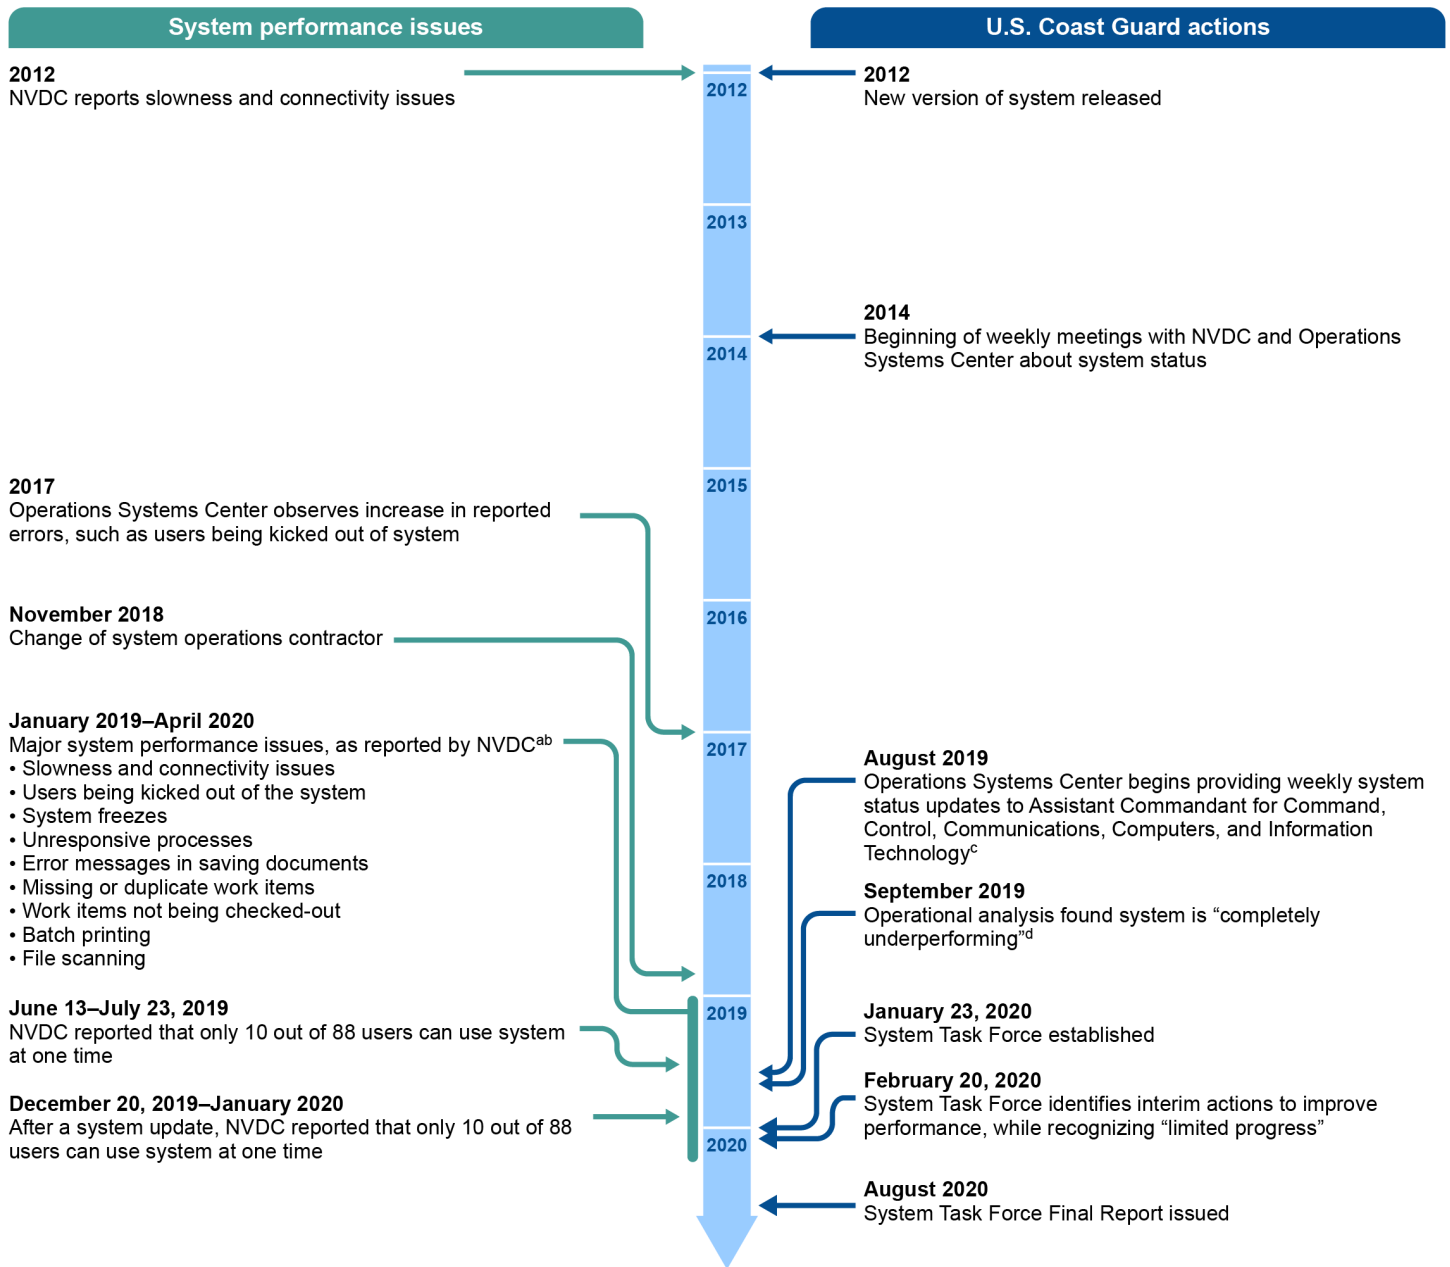 System performance issues
2012
NVDC reports slowness and connectivity issues
2017
Operations Systems Center observes increase in reported
errors, such as users being kicked out of system
November 2018
Change of system operations contractor
January 2019–April 2020
Major system performance issues, as reported by NVDCab
• Slowness and connectivity issues
• Users being kicked out of the system
• System freezes
• Unresponsive processes
• Error messages in saving documents
• Missing or duplicate work items
• Work items not being checked-out
• Batch printing
• File scanning
June 13–July 23, 2019
NVDC reported that only 10 out of 88 users can use system
at one time
December 20, 2019–January 2020
After a system update, NVDC reported that only 10 out of 88
users can use system at one time
2012
2013
2014
2015
2016
2017
2018
2019
2020
U.S. Coast Guard actions
2012
New version of system released
2014
Beginning of weekly meetings with NVDC and Operations
Systems Center about system status
August 2019
Operations Systems Center begins providing weekly system
status updates to Assistant Commandant for Command,
Control, Communications, Computers, and Information
Technologyc
September 2019
Operational analysis found system is “completely
underperforming”d
January 23, 2020
System Task Force established
February 20, 2020
System Task Force identifies interim actions to improve
performance, while recognizing “limited progress”
August 2020
System Task Force Final Report issued